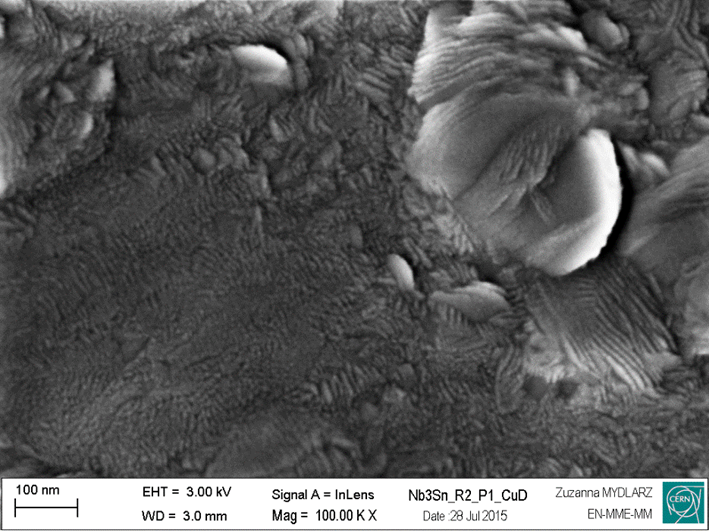 100 nm
EHT = 3.00 kV
WD = 3.0 mm
Signal A = InLens
Mag = 100.00 K X
Nb3Sn_R2_P1_CuD
Date :28 Jul 2015
Zuzanna MYDLARZ
EN-MME-MM
CERN